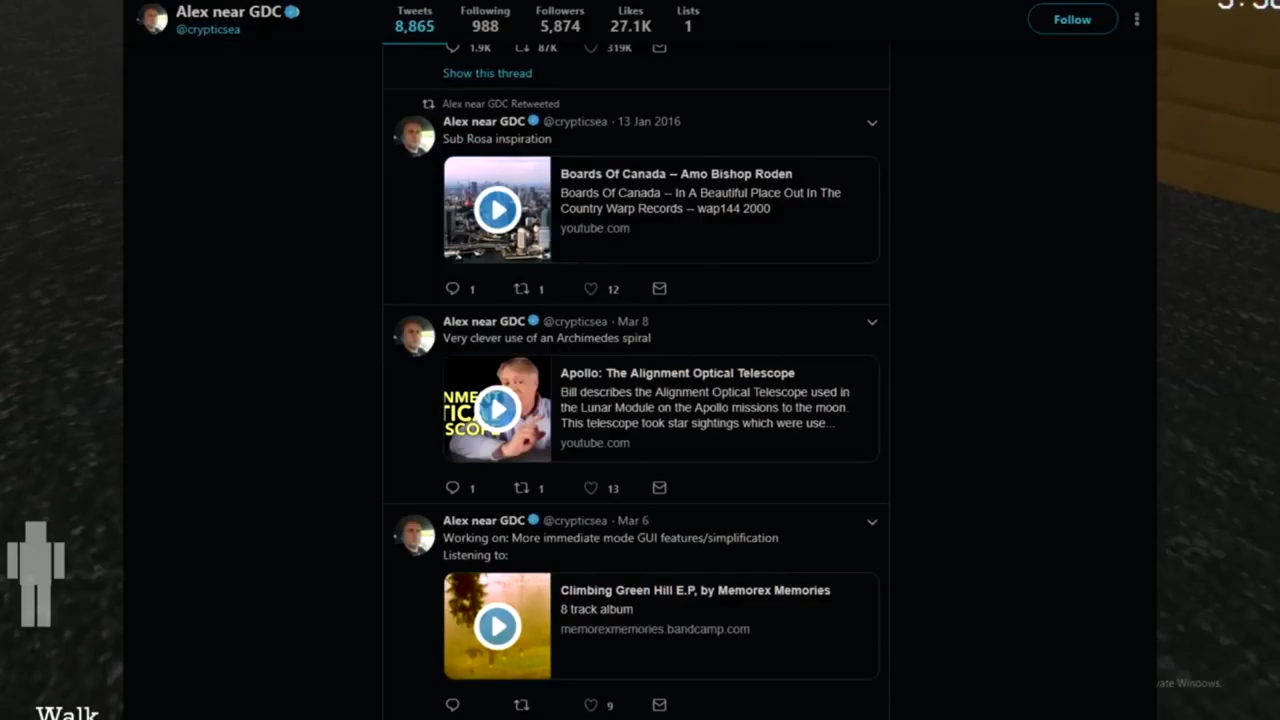 Alex near GDC
@crypticsea
Tweets
8,865
Following
988
Followers
5,874
Likes
27.1K
Lists
1
Follow
1.9K 87K 319K
Show this thread
Alex near GDC Retweeted
Alex near GDC @crypticsea · 13 Jan 2016
Sub Rosa inspiration
Boards Of Canada -- Amo Bishop Roden
Boards Of Canada -- In A Beautiful Place Out In The
Country Warp Records -- wap144 2000
youtube.com
1 1 12
Alex near GDC @crypticsea · Mar 8
Very clever use of an Archimedes spiral
Apollo: The Alignment Optical Telescope
Bill describes the Alignment Optical Telescope used in
the Lunar Module on the Apollo missions to the moon.
This telescope took star sightings which were use...
youtube.com
1 1 13
Alex near GDC @crypticsea · Mar 6
Working on: More immediate mode GUI features/simplification
Listening to:
Climbing Green Hill E.P, by Memorex Memories
8 track album
memorexmemories.bandcamp.com
9
Walk
Windows.